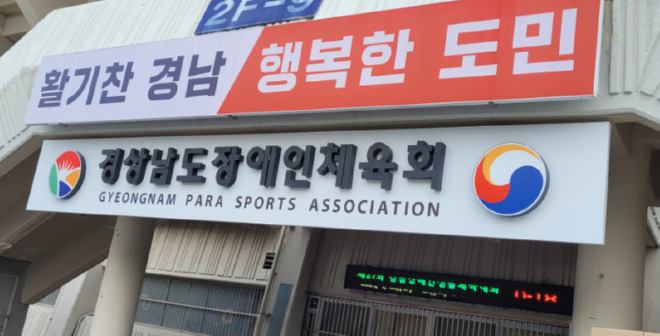 2F-9
활기찬 경남 행복한 도민
경상남도장애인체육회
GYEONGNAM PARA SPORTS ASSOCIATION